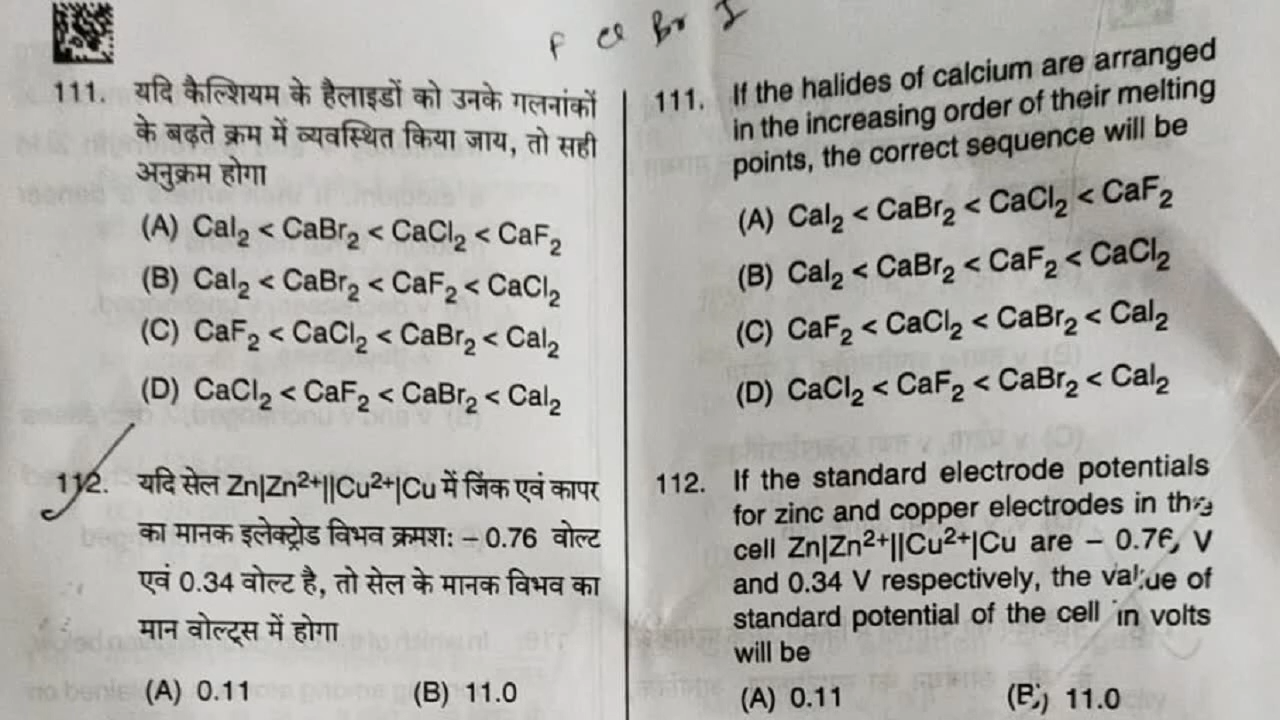 F Cl Br I
111. यदि कैल्शियम के हैलाइडों को उनके गलनांकों
के बढ़ते क्रम में व्यवस्थित किया जाय, तो सही
अनुक्रम होगा
(A) CaI₂ < CaBr₂ < CaCl₂ < CaF₂
(B) CaI₂ < CaBr₂ < CaF₂ < CaCl₂
(C) CaF₂ < CaCl₂ < CaBr₂ < CaI₂
(D) CaCl₂ < CaF₂ < CaBr₂ < CaI₂
112. यदि सेल Zn|Zn²⁺||Cu²⁺|Cu में जिंक एवं कापर
का मानक इलेक्ट्रोड विभव क्रमश: – 0.76 वोल्ट
एवं 0.34 वोल्ट है, तो सेल के मानक विभव का
मान वोल्ट्स में होगा
(A) 0.11 (B) 11.0
111. If the halides of calcium are arranged
in the increasing order of their melting
points, the correct sequence will be
(A) CaI₂ < CaBr₂ < CaCl₂ < CaF₂
(B) CaI₂ < CaBr₂ < CaF₂ < CaCl₂
(C) CaF₂ < CaCl₂ < CaBr₂ < CaI₂
(D) CaCl₂ < CaF₂ < CaBr₂ < CaI₂
112. If the standard electrode potentials
for zinc and copper electrodes in the
cell Zn|Zn²⁺||Cu²⁺|Cu are – 0.76 V
and 0.34 V respectively, the value of
standard potential of the cell in volts
will be
(A) 0.11 (B) 11.0